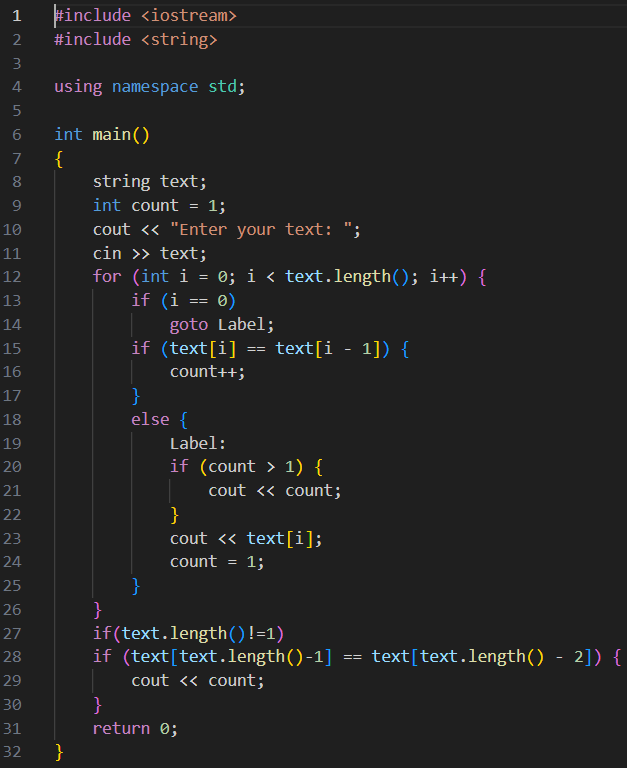 1 #include <iostream>
2 #include <string>
3
4 using namespace std;
5
6 int main()
7 {
8     string text;
9     int count = 1;
10     cout << "Enter your text: ";
11     cin >> text;
12     for (int i = 0; i < text.length(); i++) {
13         if (i == 0)
14             goto Label;
15         if (text[i] == text[i - 1]) {
16             count++;
17         }
18         else {
19             Label:
20             if (count > 1) {
21                 cout << count;
22             }
23             cout << text[i];
24             count = 1;
25         }
26     }
27     if(text.length()!=1)
28     if (text[text.length()-1] == text[text.length() - 2]) {
29         cout << count;
30     }
31     return 0;
32 }